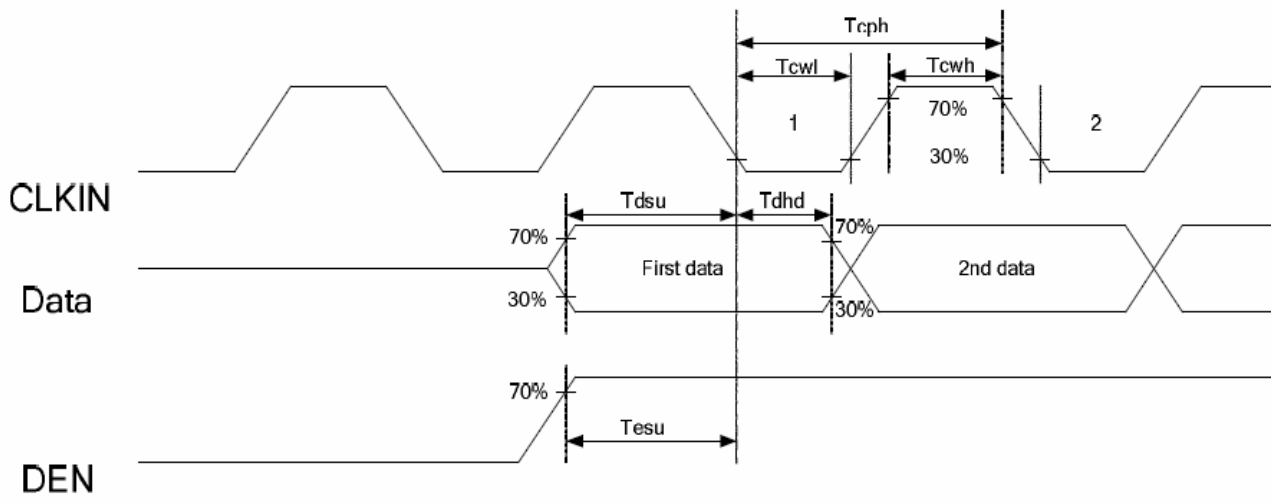 Tcph
Tcwl
Tcwh
1
70%
2
30%
CLKIN
Tdsu
Tdhd
70%
70%
First data
2nd data
Data
30%
30%
70%
Tesu
DEN